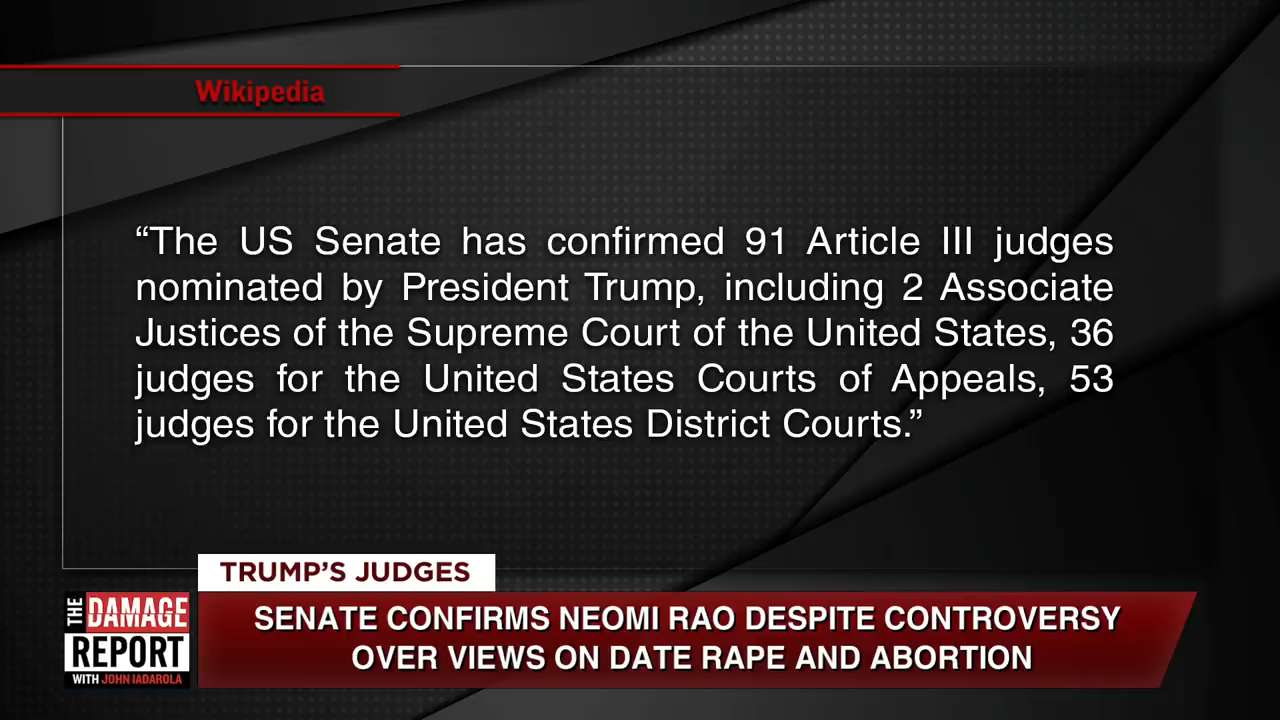 Wikipedia
“The US Senate has confirmed 91 Article III judges
nominated by President Trump, including 2 Associate
Justices of the Supreme Court of the United States, 36
judges for the United States Courts of Appeals, 53
judges for the United States District Courts.”
TRUMP’S JUDGES
THE DAMAGE
REPORT
WITH JOHN IADAROLA
SENATE CONFIRMS NEOMI RAO DESPITE CONTROVERSY
OVER VIEWS ON DATE RAPE AND ABORTION